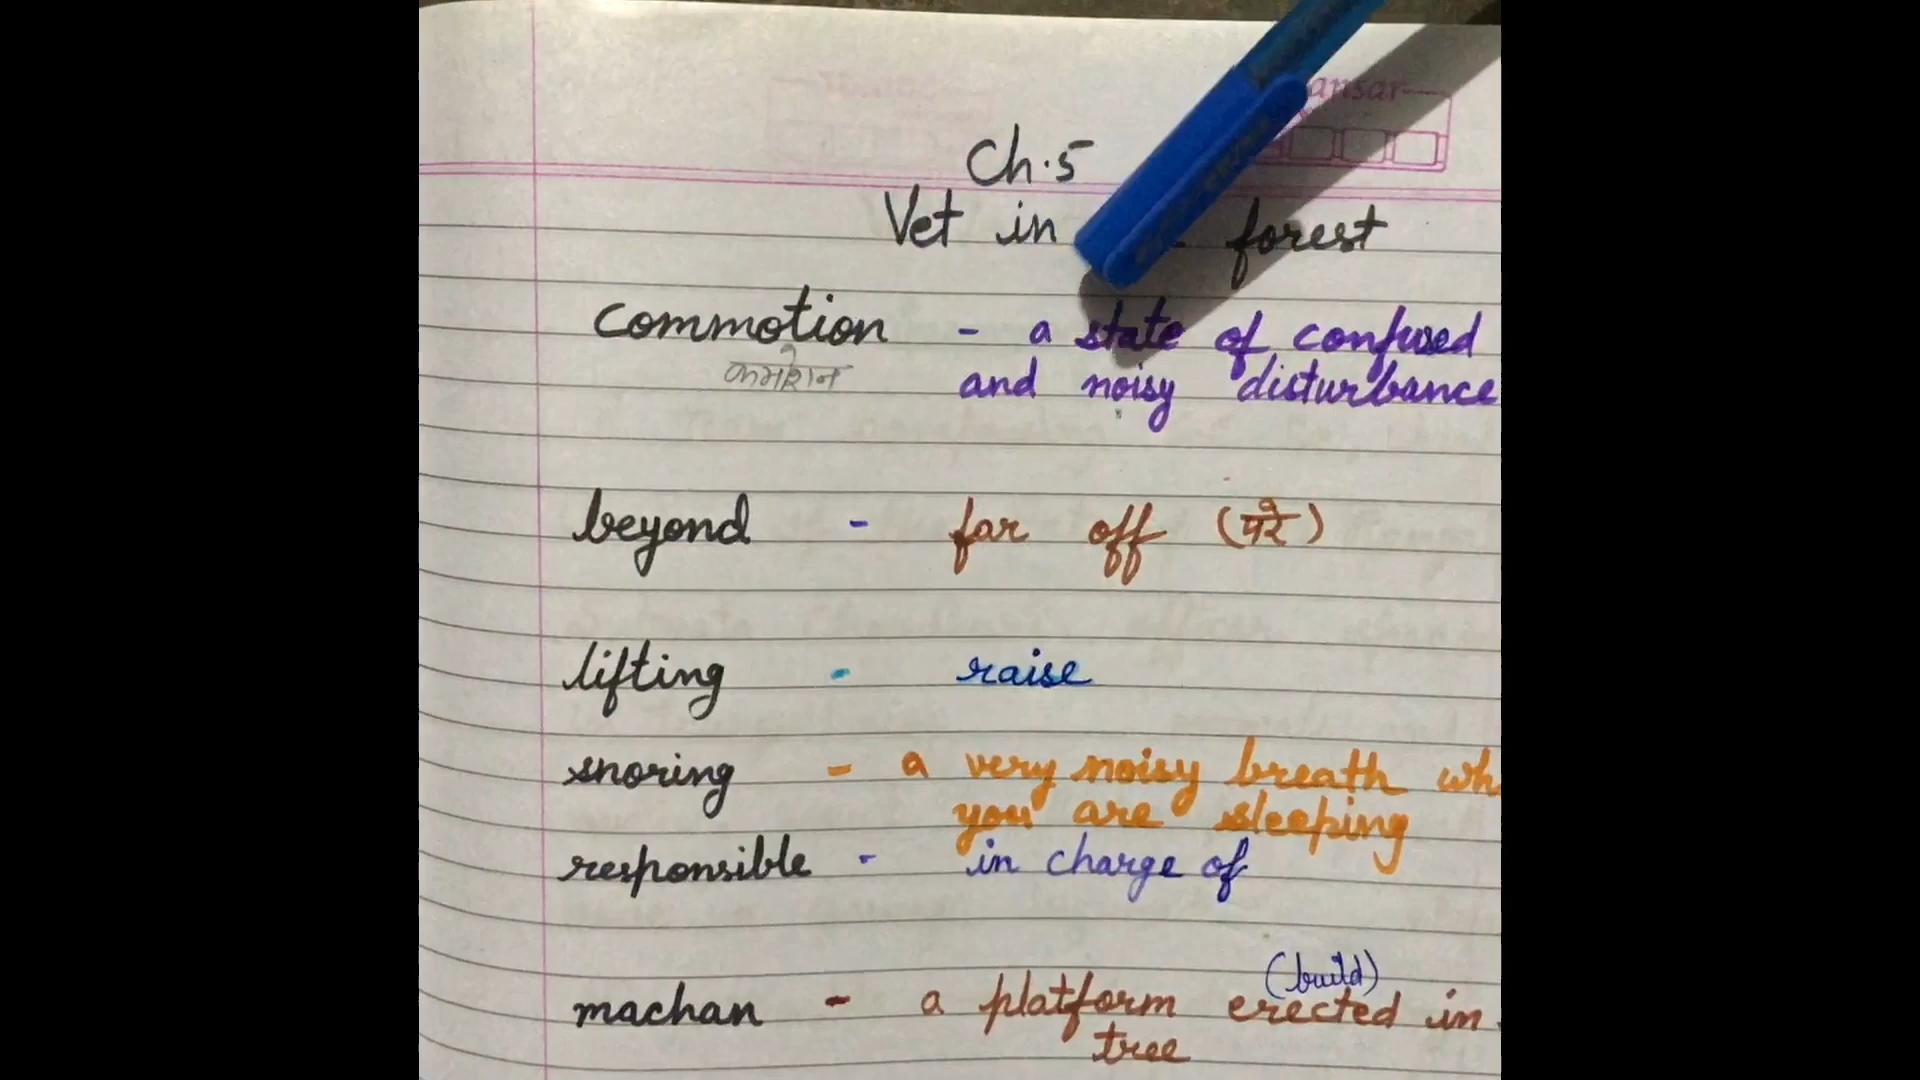 ansar
Ch.5
Vet in forest
commotion - a state of confused
कमोशन and noisy disturbance
beyond - far off (परे)
lifting - raise
snoring - a very noisy breath
you are sleeping
responsible - in charge of
(build)
machan - a platform erected in
tree